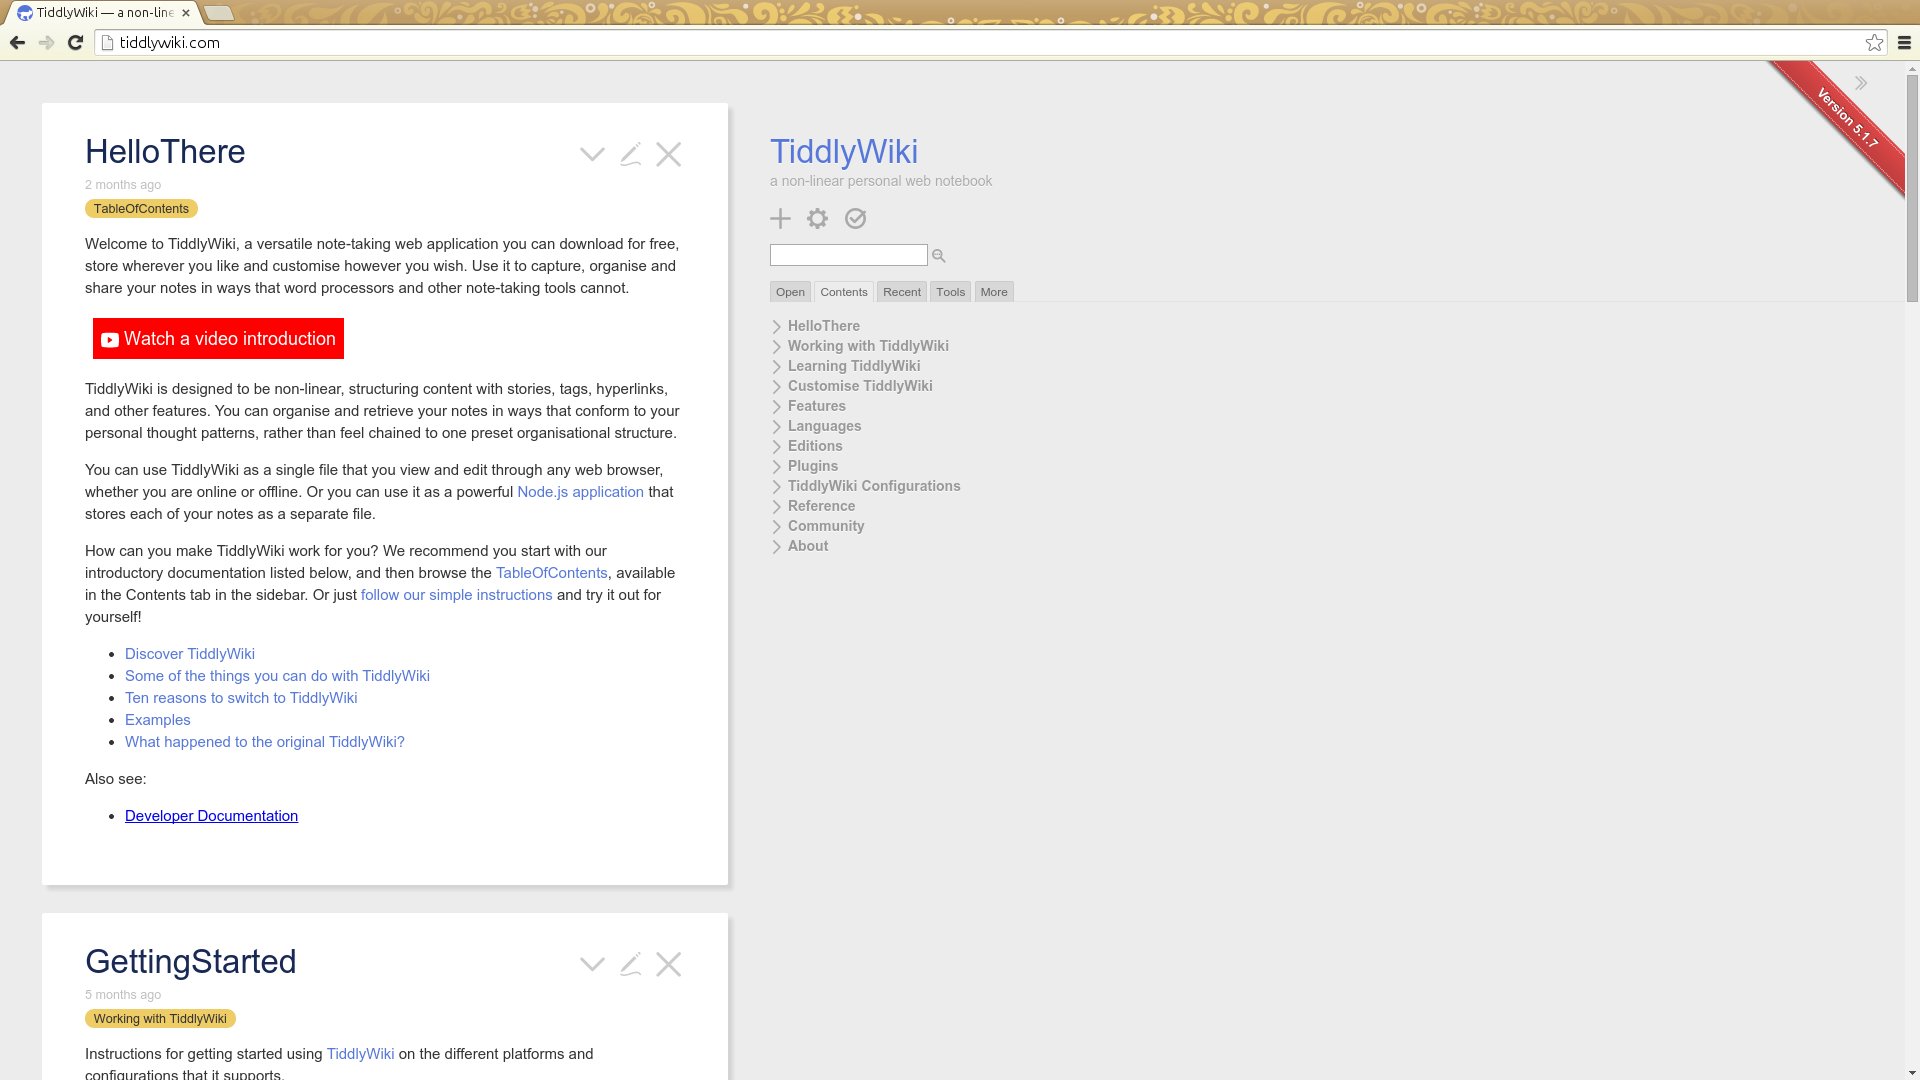 TiddlyWiki — a non-line
tiddlywiki.com
Version 5.1.7
HelloThere
2 months ago
TableOfContents
Welcome to TiddlyWiki, a versatile note-taking web application you can download for free,
store wherever you like and customise however you wish. Use it to capture, organise and
share your notes in ways that word processors and other note-taking tools cannot.
Watch a video introduction
TiddlyWiki is designed to be non-linear, structuring content with stories, tags, hyperlinks,
and other features. You can organise and retrieve your notes in ways that conform to your
personal thought patterns, rather than feel chained to one preset organisational structure.
You can use TiddlyWiki as a single file that you view and edit through any web browser,
whether you are online or offline. Or you can use it as a powerful Node.js application that
stores each of your notes as a separate file.
How can you make TiddlyWiki work for you? We recommend you start with our
introductory documentation listed below, and then browse the TableOfContents, available
in the Contents tab in the sidebar. Or just follow our simple instructions and try it out for
yourself!
Discover TiddlyWiki
Some of the things you can do with TiddlyWiki
Ten reasons to switch to TiddlyWiki
Examples
What happened to the original TiddlyWiki?
Also see:
Developer Documentation
GettingStarted
5 months ago
Working with TiddlyWiki
Instructions for getting started using TiddlyWiki on the different platforms and
configurations that it supports.
TiddlyWiki
a non-linear personal web notebook
Open Contents Recent Tools More
HelloThere
Working with TiddlyWiki
Learning TiddlyWiki
Customise TiddlyWiki
Features
Languages
Editions
Plugins
TiddlyWiki Configurations
Reference
Community
About